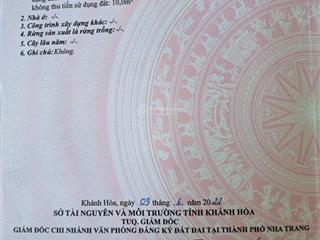 không thu tiền sử dụng đất: 10,0m²
2. Nhà ở: -/-.
3. Công trình xây dựng khác: -/-.
4. Rừng sản xuất là rừng trồng: -/-.
5. Cây lâu năm: -/-.
6. Ghi chú: Không.
Khánh Hòa, ngày 09 tháng 6 năm 20
SỞ TÀI NGUYÊN VÀ MÔI TRƯỜNG TỈNH KHÁNH HÒA
TUQ. GIÁM ĐỐC
GIÁM ĐỐC CHI NHÁNH VĂN PHÒNG ĐĂNG KÝ ĐẤT ĐAI TẠI THÀNH PHỐ NHA TRANG